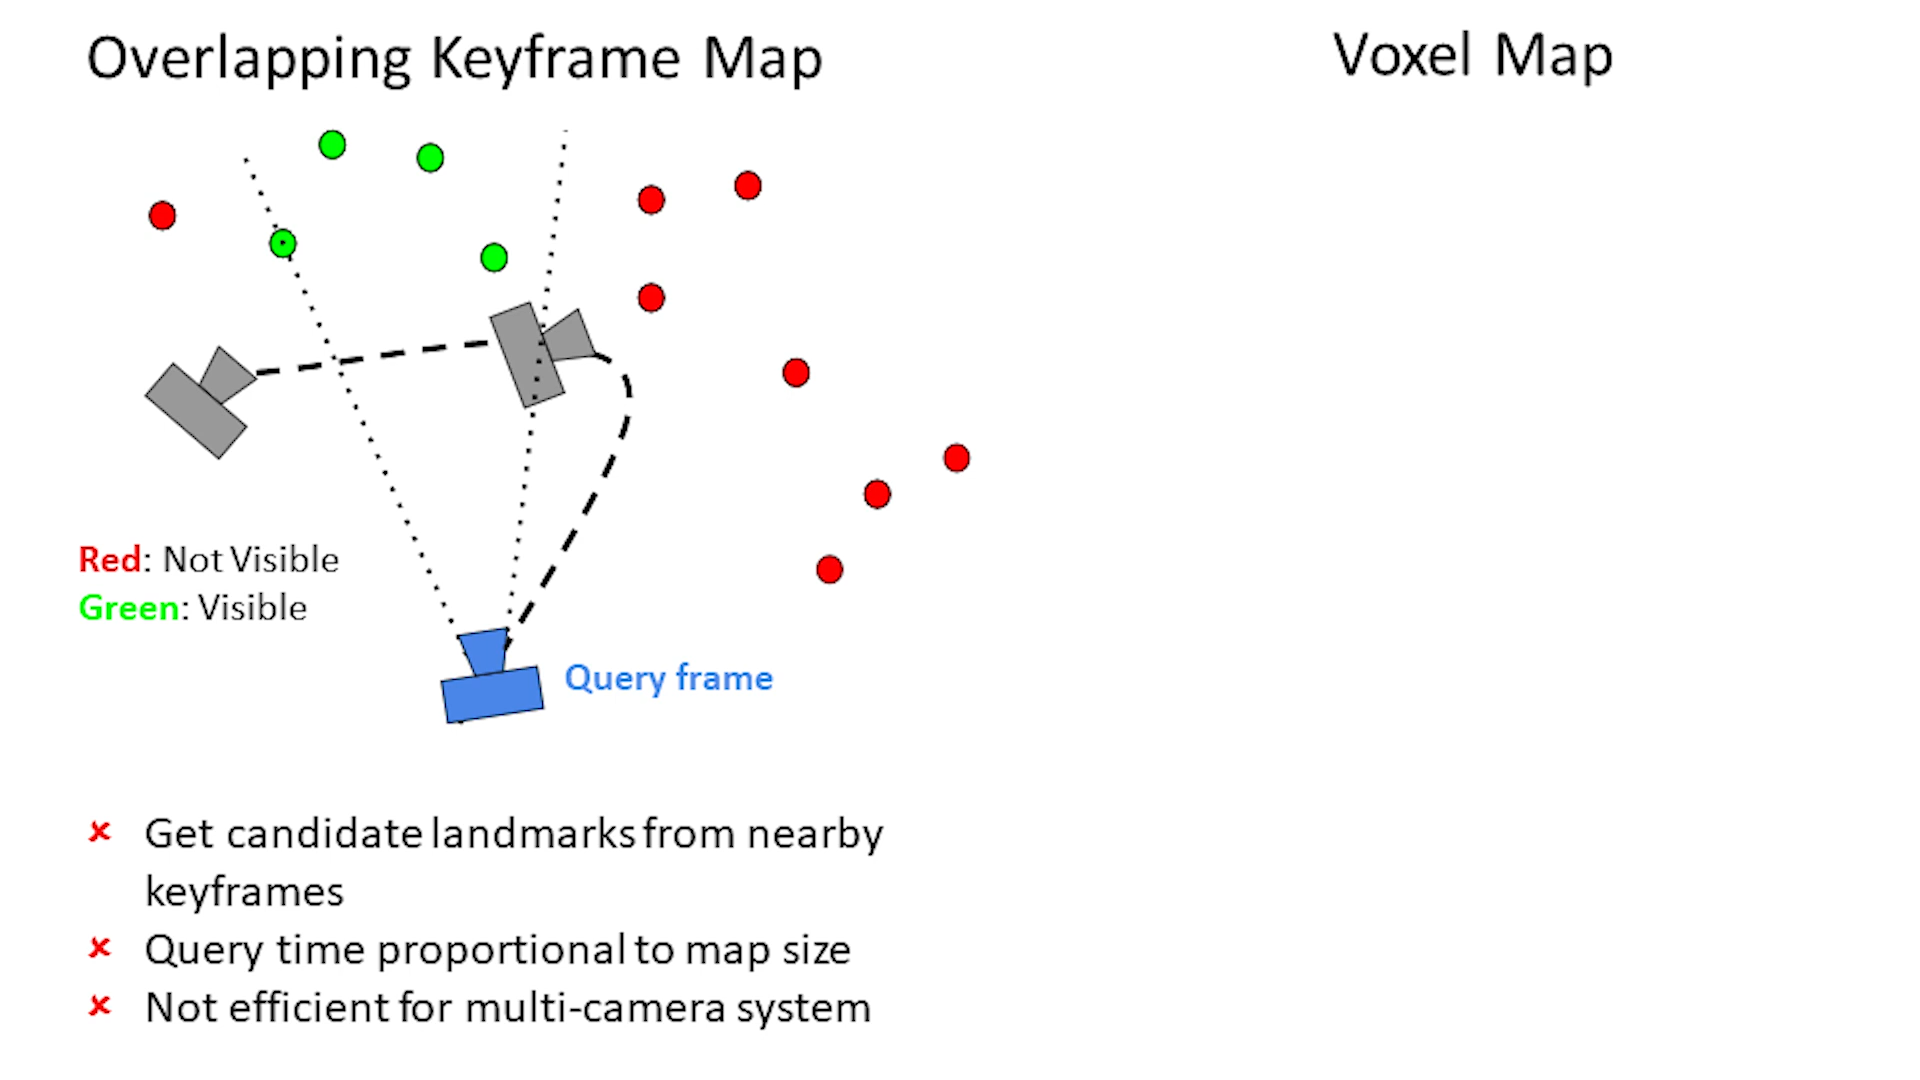 Overlapping Keyframe Map
Voxel Map
Red: Not Visible
Green: Visible
Query frame
✘ Get candidate landmarks from nearby
keyframes
✘ Query time proportional to map size
✘ Not efficient for multi-camera system